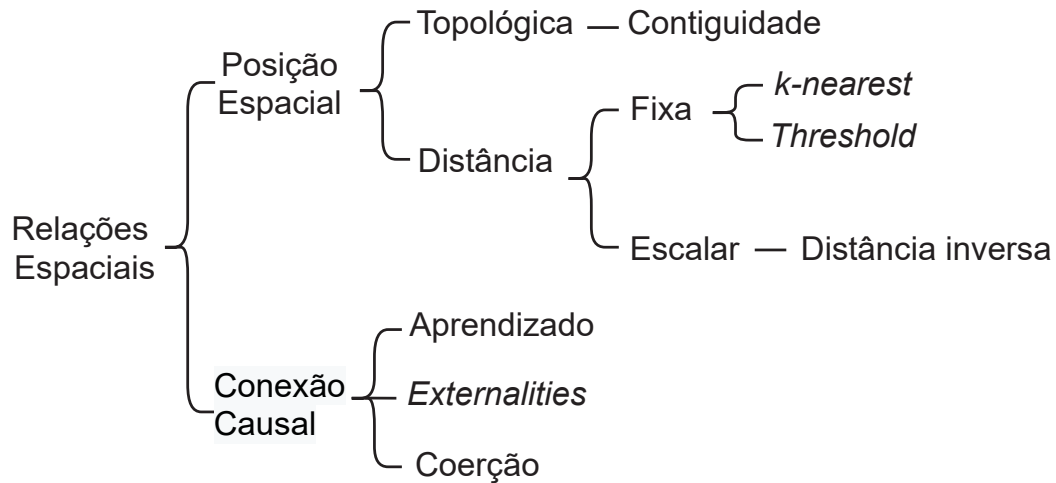 Relações
Espaciais
Posição
Espacial
Topológica — Contiguidade
Distância
Fixa
k-nearest
Threshold
Escalar — Distância inversa
Conexão
Causal
Aprendizado
Externalities
Coerção